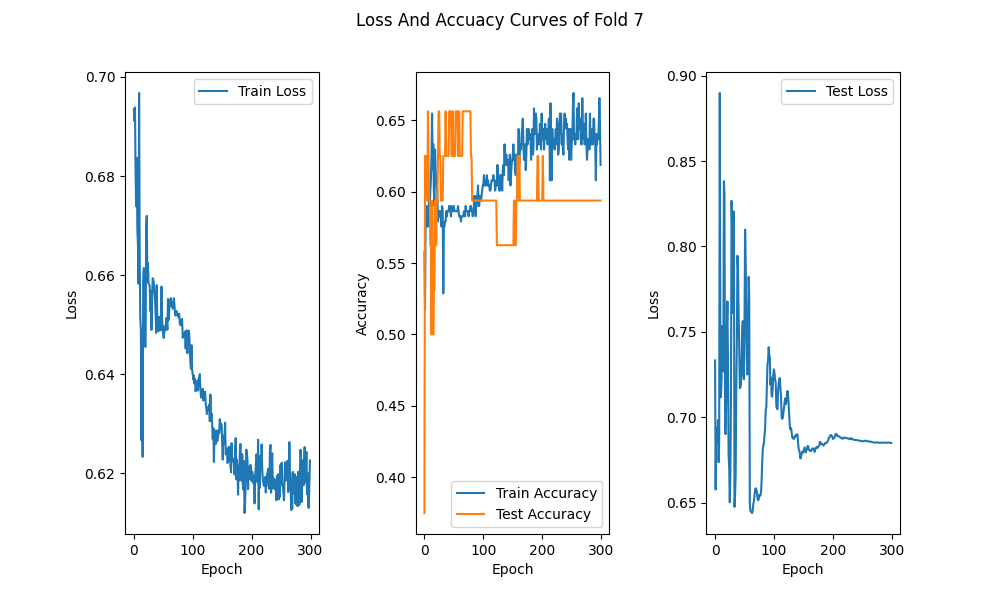 Loss And Accuacy Curves of Fold 7
Train Loss
0.70
0.68
0.66
0.64
0.62
Loss
0 100 200 300
Epoch
0.65
0.60
0.55
0.50
0.45
0.40
Accuracy
Train Accuracy
Test Accuracy
0 100 200 300
Epoch
Test Loss
0.90
0.85
0.80
0.75
0.70
0.65
Loss
0 100 200 300
Epoch